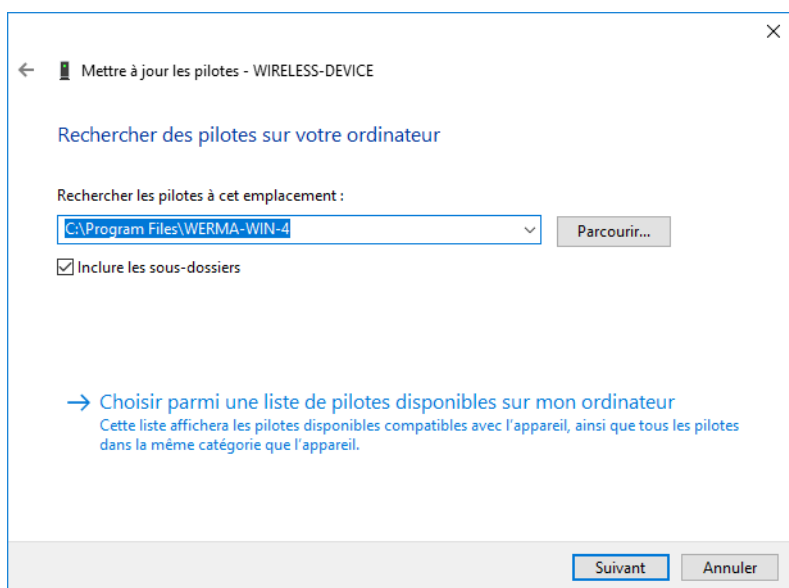 Mettre à jour les pilotes - WIRELESS-DEVICE
Rechercher des pilotes sur votre ordinateur
Rechercher les pilotes à cet emplacement :
C:\Program Files\WERMA-WIN-4
Parcourir...
Inclure les sous-dossiers
Choisir parmi une liste de pilotes disponibles sur mon ordinateur
Cette liste affichera les pilotes disponibles compatibles avec l’appareil, ainsi que tous les pilotes
dans la même catégorie que l’appareil.
Suivant
Annuler